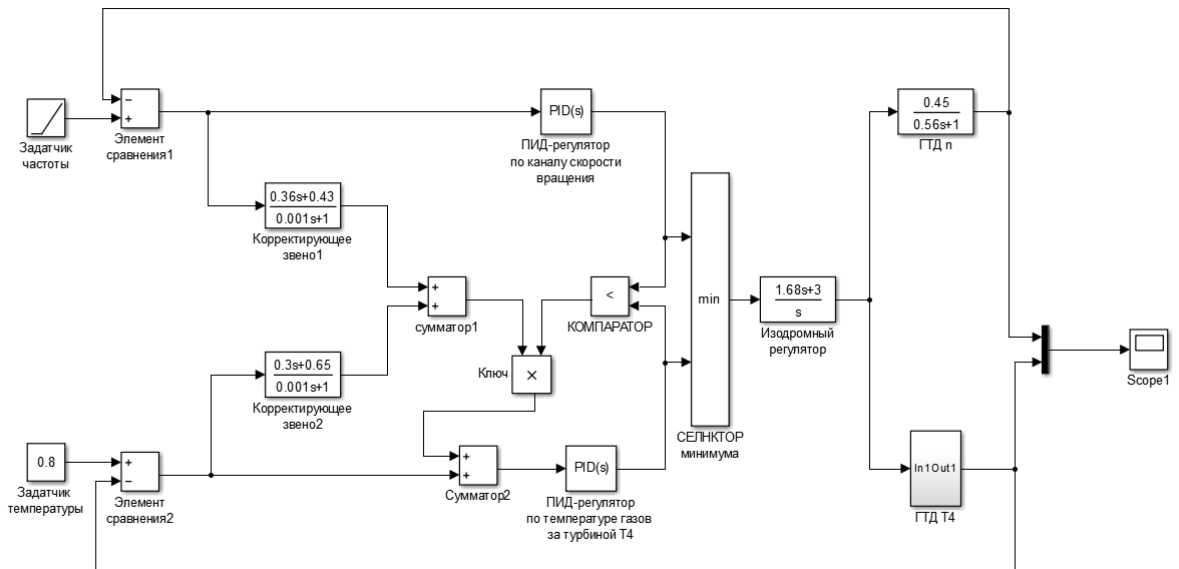 −
+
Задатчик
частоты
Элемент
сравнения1
PID(s)
ПИД-регулятор
по каналу скорости
вращения
0.45
0.56s+1
ГТД n
0.36s+0.43
0.001s+1
Корректирующее
звено1
+
+
сумматор1
<
КОМПАРАТОР
min
СЕЛНКТОР
минимума
1.68s+3
s
Изодромный
регулятор
0.3s+0.65
0.001s+1
Корректирующее
звено2
Ключ
×
Scope1
0.8
Задатчик
температуры
+
−
Элемент
сравнения2
+
+
Сумматор2
PID(s)
ПИД-регулятор
по температуре газов
за турбиной Т4
In1Out1
ГТД Т4